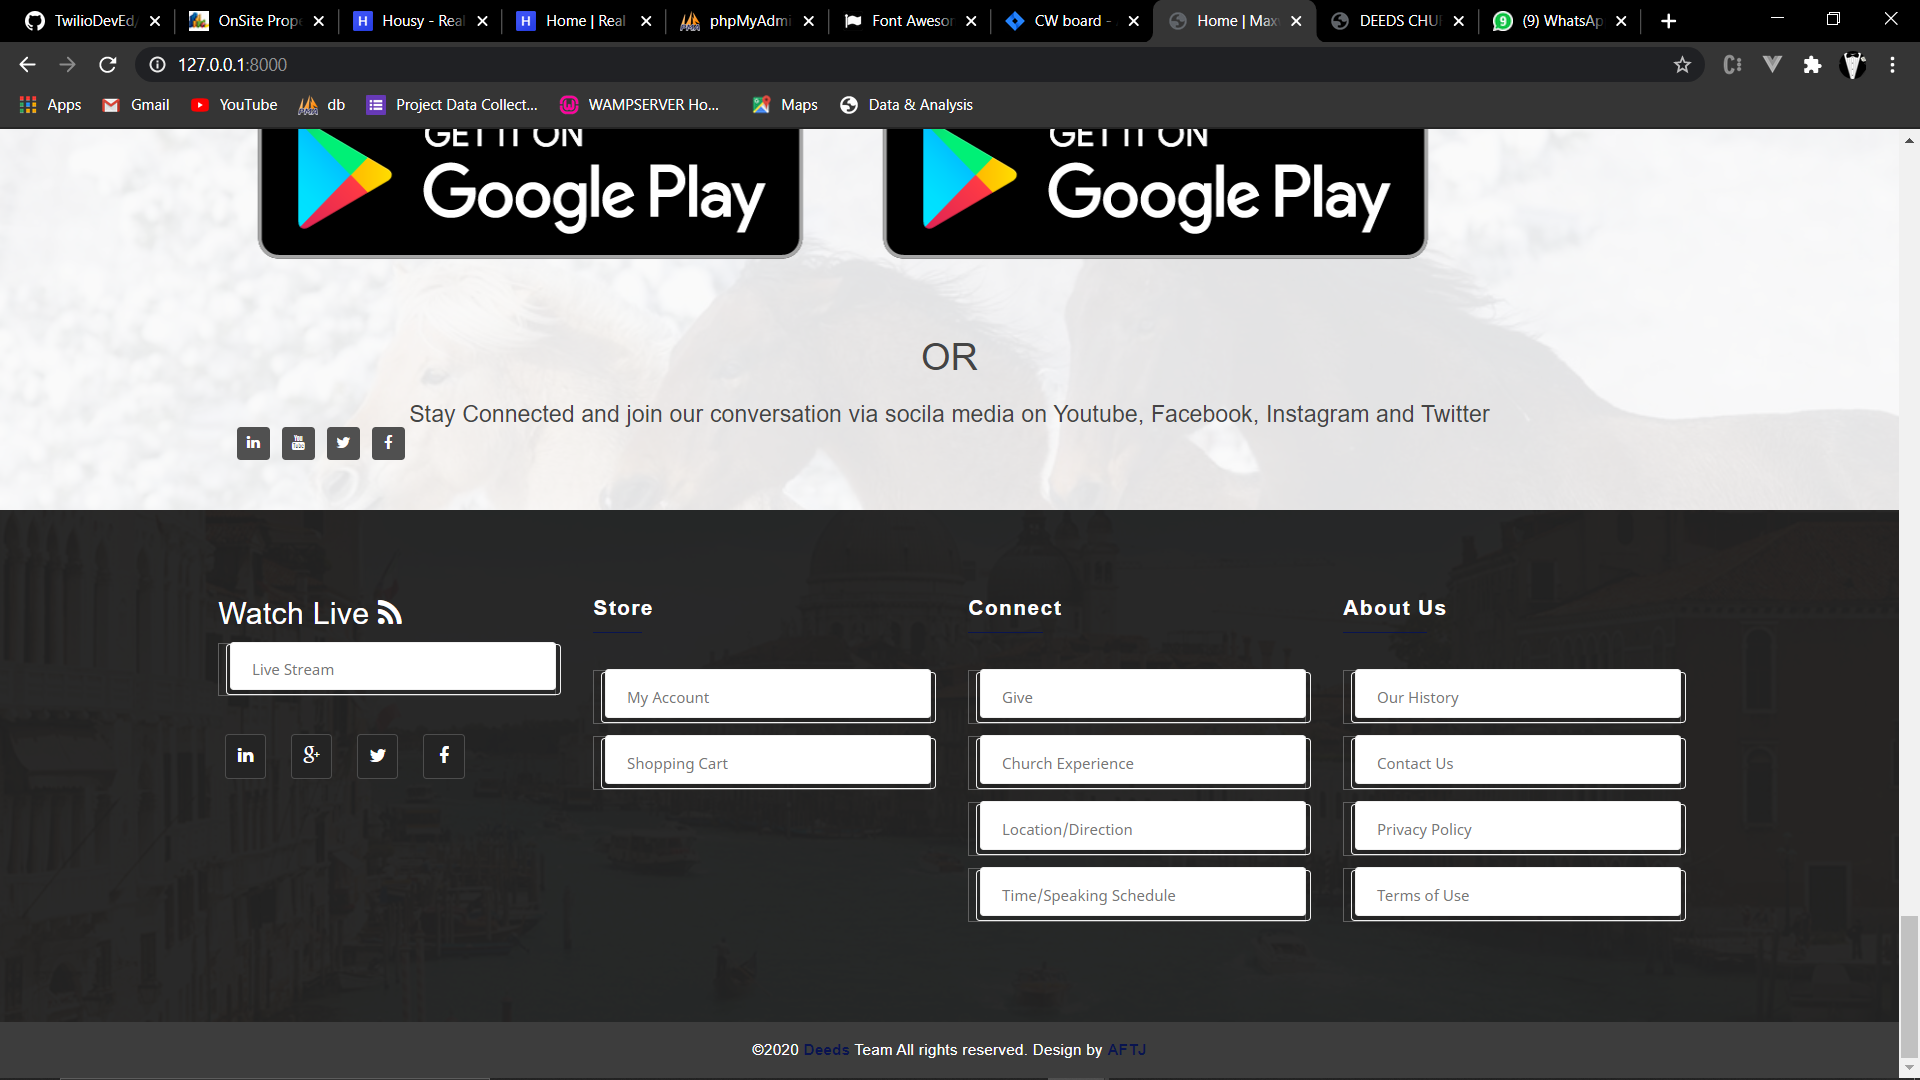 TwilioDevEd/
OnSite Prope
Housy - Real
Home | Real
phpMyAdmi
Font Awesom
CW board -
Home | Max
DEEDS CHU
(9) WhatsAp
127.0.0.1:8000
Apps
Gmail
YouTube
db
Project Data Collect...
WAMPSERVER Ho...
Maps
Data & Analysis
GET IT ON
Google Play
GET IT ON
Google Play
OR
Stay Connected and join our conversation via socila media on Youtube, Facebook, Instagram and Twitter
Watch Live
Live Stream
Store
My Account
Shopping Cart
Connect
Give
Church Experience
Location/Direction
Time/Speaking Schedule
About Us
Our History
Contact Us
Privacy Policy
Terms of Use
©2020 Deeds Team All rights reserved. Design by AFTJ